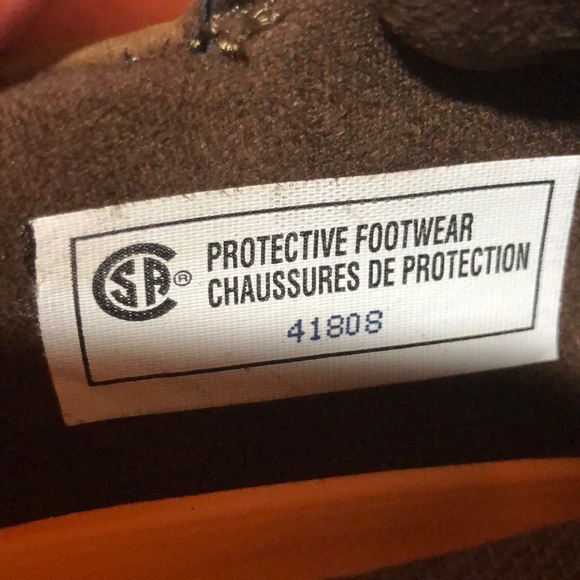 CSA® PROTECTIVE FOOTWEAR
CHAUSSURES DE PROTECTION
41808